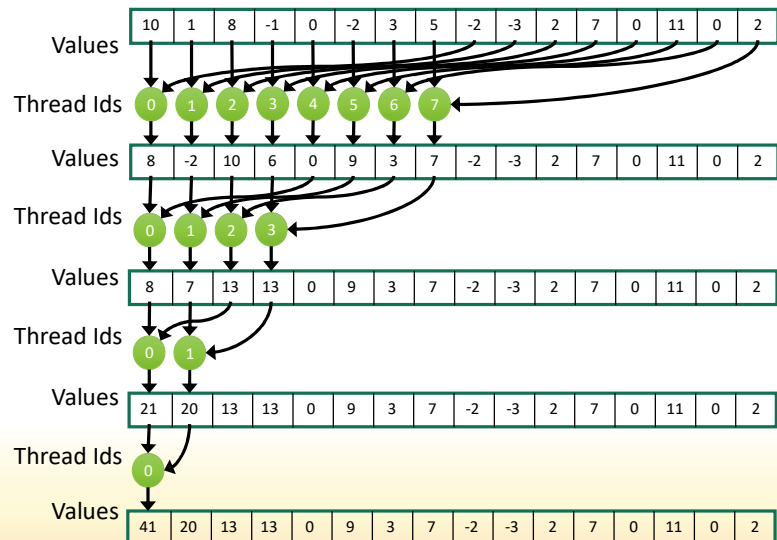 Values 10 1 8 -1 0 -2 3 5 -2 -3 2 7 0 11 0 2
Thread Ids 0 1 2 3 4 5 6 7
Values 8 -2 10 6 0 9 3 7 -2 -3 2 7 0 11 0 2
Thread Ids 0 1 2 3
Values 8 7 13 13 0 9 3 7 -2 -3 2 7 0 11 0 2
Thread Ids 0 1
Values 21 20 13 13 0 9 3 7 -2 -3 2 7 0 11 0 2
Thread Ids 0
Values 41 20 13 13 0 9 3 7 -2 -3 2 7 0 11 0 2